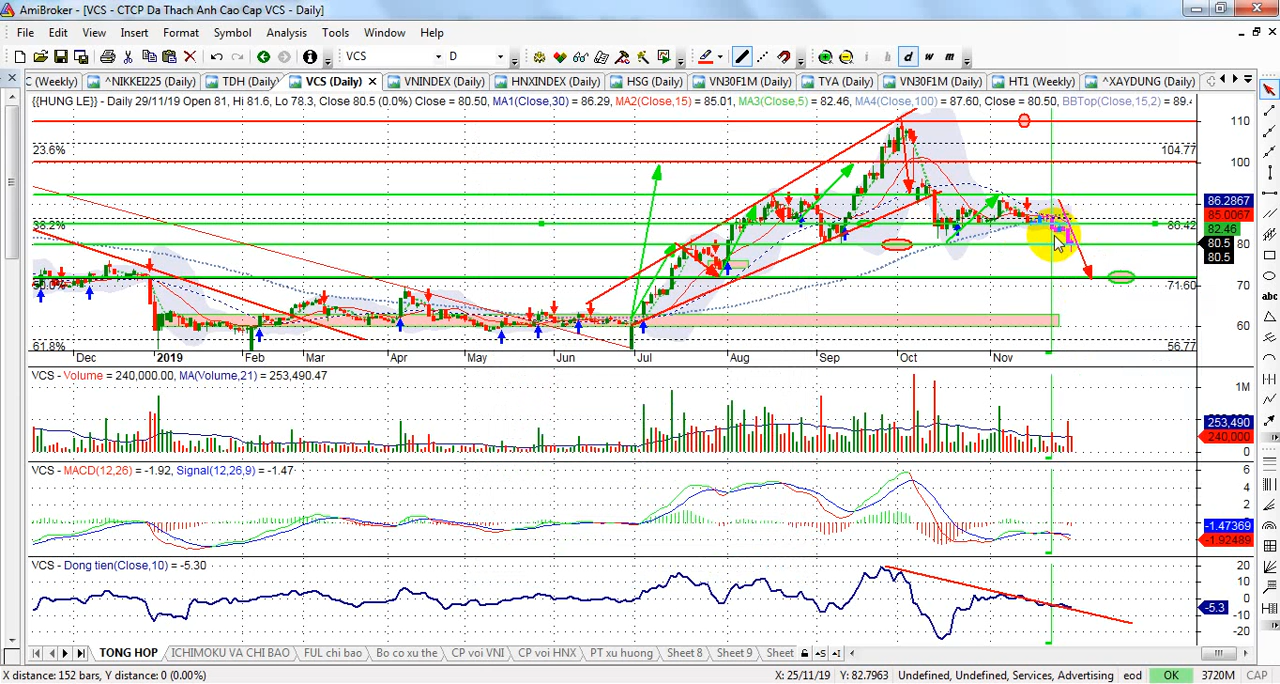 AmiBroker - [VCS - CTCP Da Thach Anh Cao Cap VCS - Daily]
File Edit View Insert Format Symbol Analysis Tools Window Help
VCS D i h d w m
C (Weekly) ^NIKKEI225 (Daily) TDH (Daily) VCS (Daily) VNINDEX (Daily) HNXINDEX (Daily) HSG (Daily) VN30F1M (Daily) TYA (Daily) VN30F1M (Daily) HT1 (Weekly) ^XAYDUNG (Daily)
{{HUNG LE}} - Daily 29/11/19 Open 81, Hi 81.6, Lo 78.3, Close 80.5 (0.0%) Close = 80.50, MA1(Close,30) = 86.29, MA2(Close,15) = 85.01, MA3(Close,5) = 82.46, MA4(Close,100) = 87.60, Close = 80.50, BBTop(Close,15,2) = 89.4
110
23.6% 104.77
100
86.2867
85.0067
38.2% 86.42
82.46
80
80.5
80.5
50.0% 71.60
70
60
61.8% 56.77
Dec 2019 Feb Mar Apr May Jun Jul Aug Sep Oct Nov
VCS - Volume = 240,000.00, MA(Volume,21) = 253,490.47
1M
253,490
240,000
0
VCS - MACD(12,26) = -1.92, Signal(12,26,9) = -1.47
6
4
2
0
-1.47369
-1.92489
VCS - Dong tien(Close,10) = -5.30
20
10
0
-5.3
-10
-20
TONG HOP ICHIMOKU VA CHI BAO FUL chi bao Bo co xu the CP voi VNI CP voi HNX PT xu huong Sheet 8 Sheet 9 Sheet
X distance: 152 bars, Y distance: 0 (0.00%) X: 25/11/19 Y: 82.7963 Undefined, Undefined, Services, Advertising eod OK 3720M CAP
abc